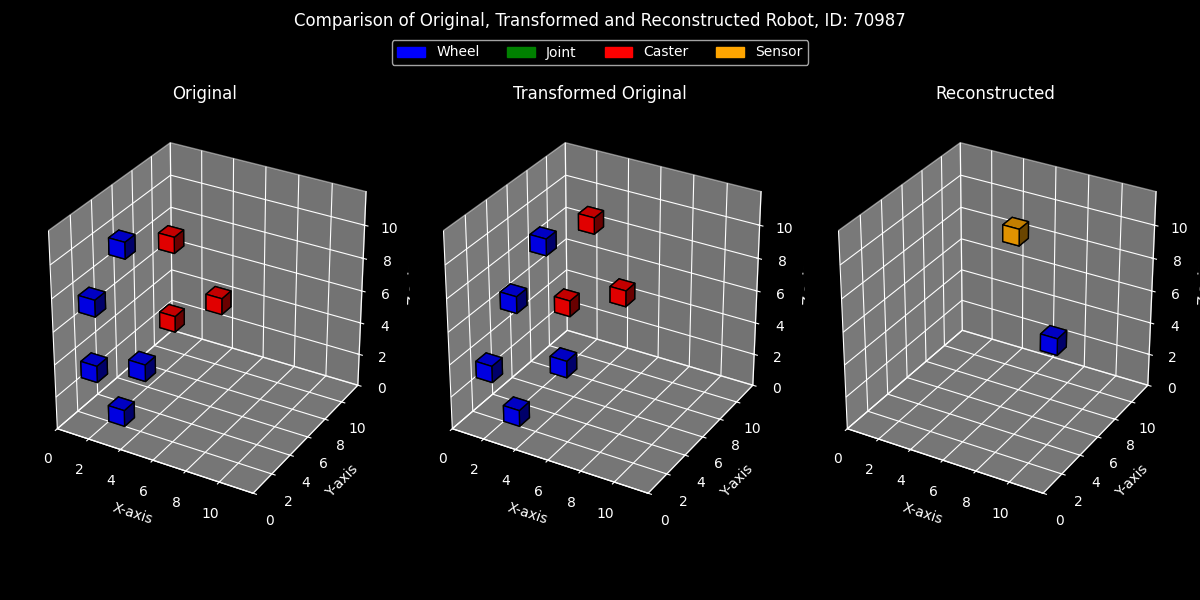 Comparison of Original, Transformed and Reconstructed Robot, ID: 70987
Wheel Joint Caster Sensor
Original Transformed Original Reconstructed
10 10 10
8 8 8
6 6 6
4 4 4
2 2 2
0 0 0
0 2 4 6 8 10 0 2 4 6 8 10 0 2 4 6 8 10
X-axis X-axis X-axis
0 2 4 6 8 10 0 2 4 6 8 10 0 2 4 6 8 10
Y-axis Y-axis Y-axis